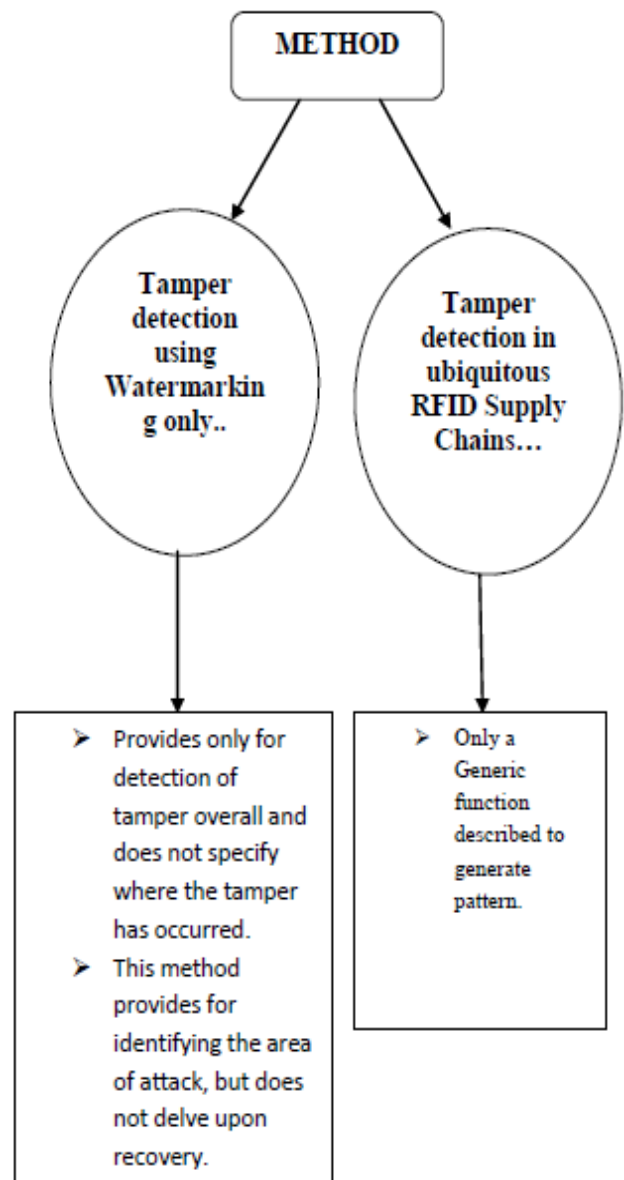 METHOD
Tamper
detection
using
Watermarkin
g only..
Tamper
detection in
ubiquitous
RFID Supply
Chains…
➢ Provides only for
detection of
tamper overall and
does not specify
where the tamper
has occurred.
➢ This method
provides for
identifying the area
of attack, but does
not delve upon
recovery.
➢ Only a
Generic
function
described to
generate
pattern.